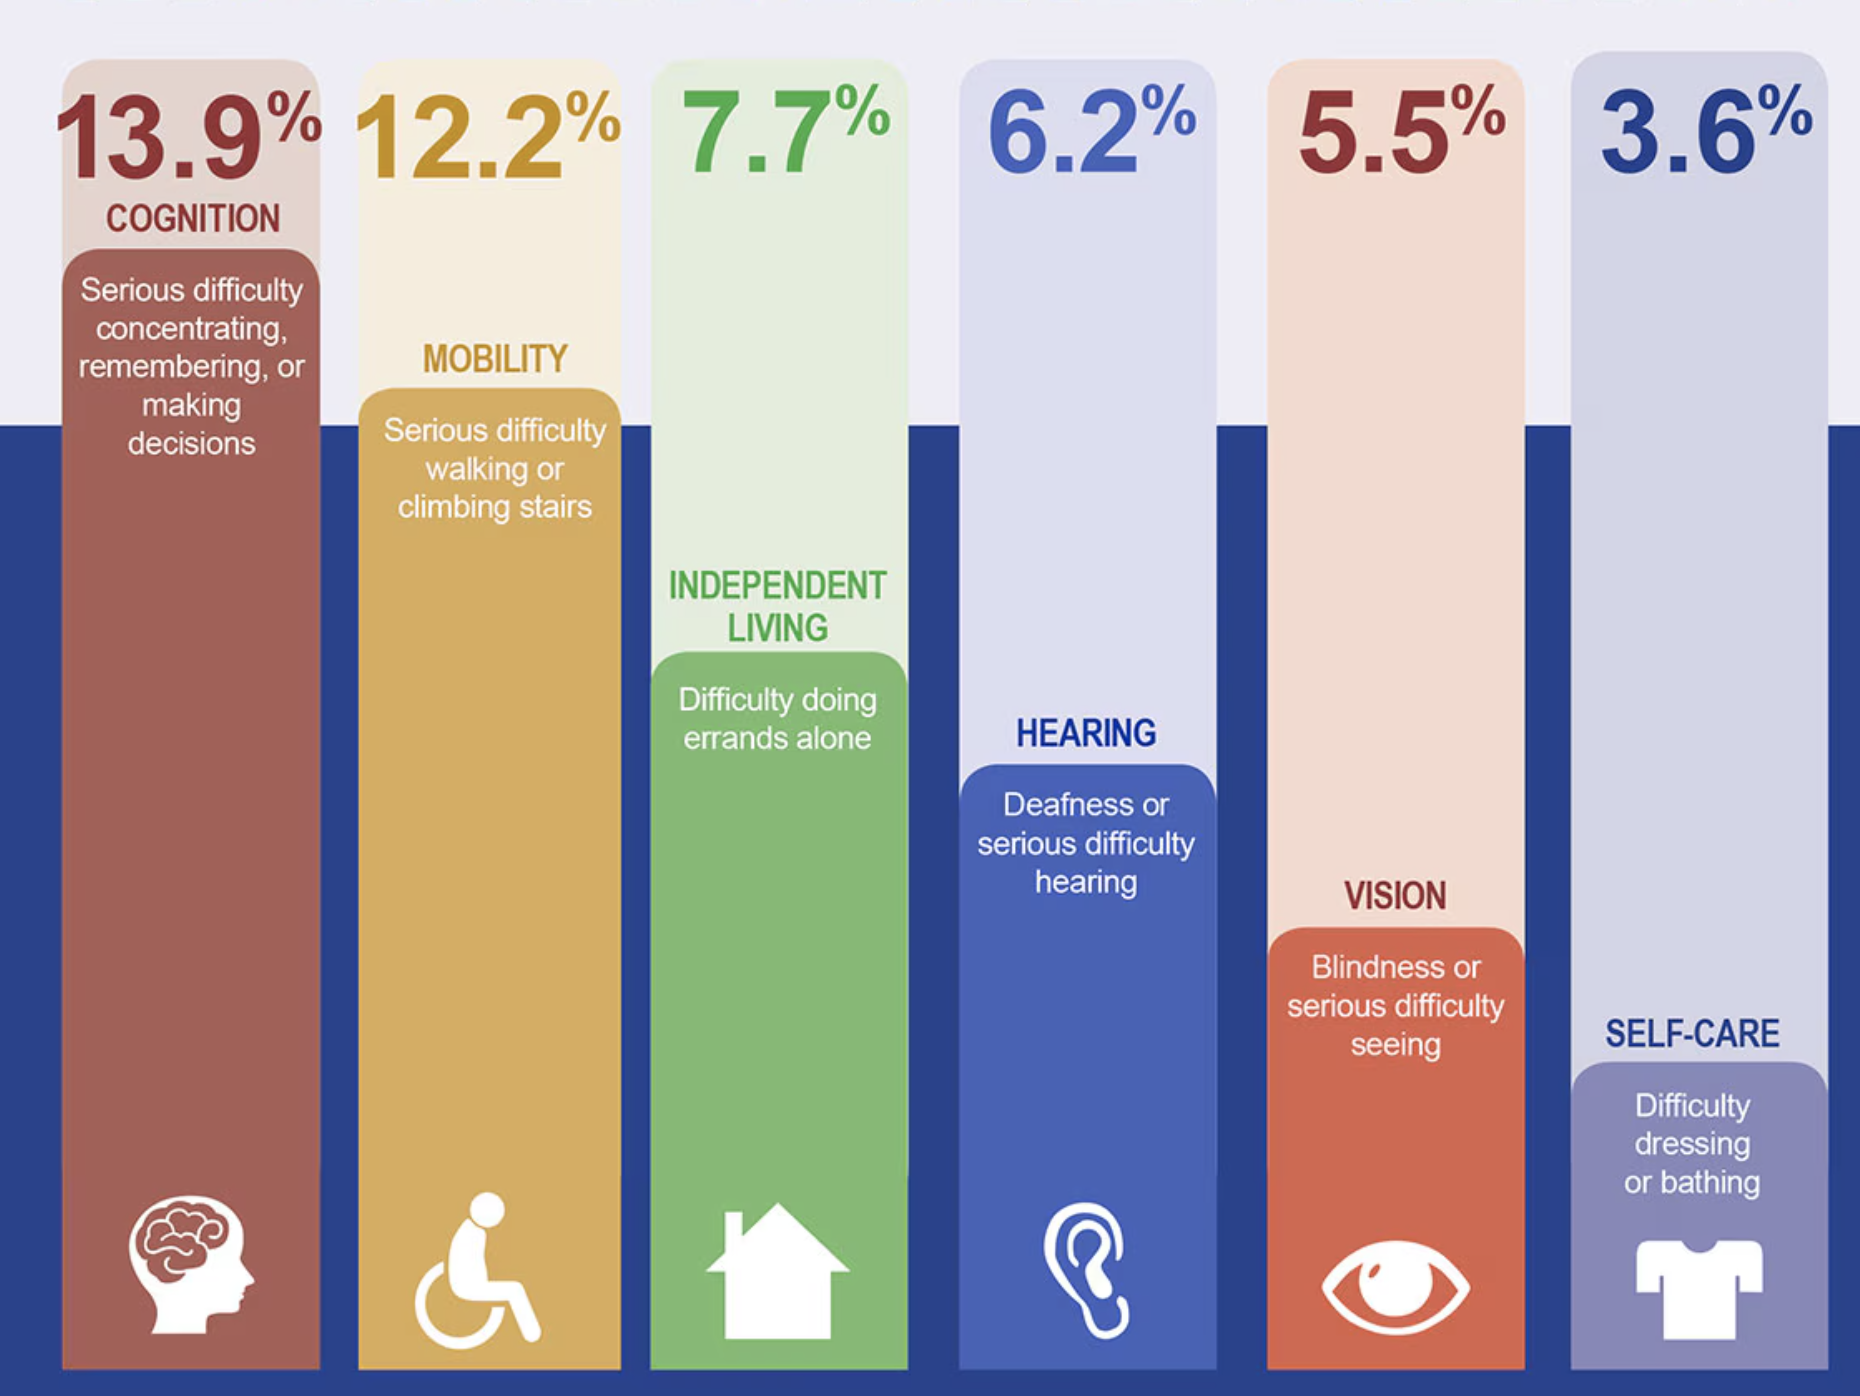 13.9%
COGNITION
Serious difficulty
concentrating,
remembering, or
making
decisions
12.2%
MOBILITY
Serious difficulty
walking or
climbing stairs
7.7%
INDEPENDENT
LIVING
Difficulty doing
errands alone
6.2%
HEARING
Deafness or
serious difficulty
hearing
5.5%
VISION
Blindness or
serious difficulty
seeing
3.6%
SELF-CARE
Difficulty
dressing
or bathing